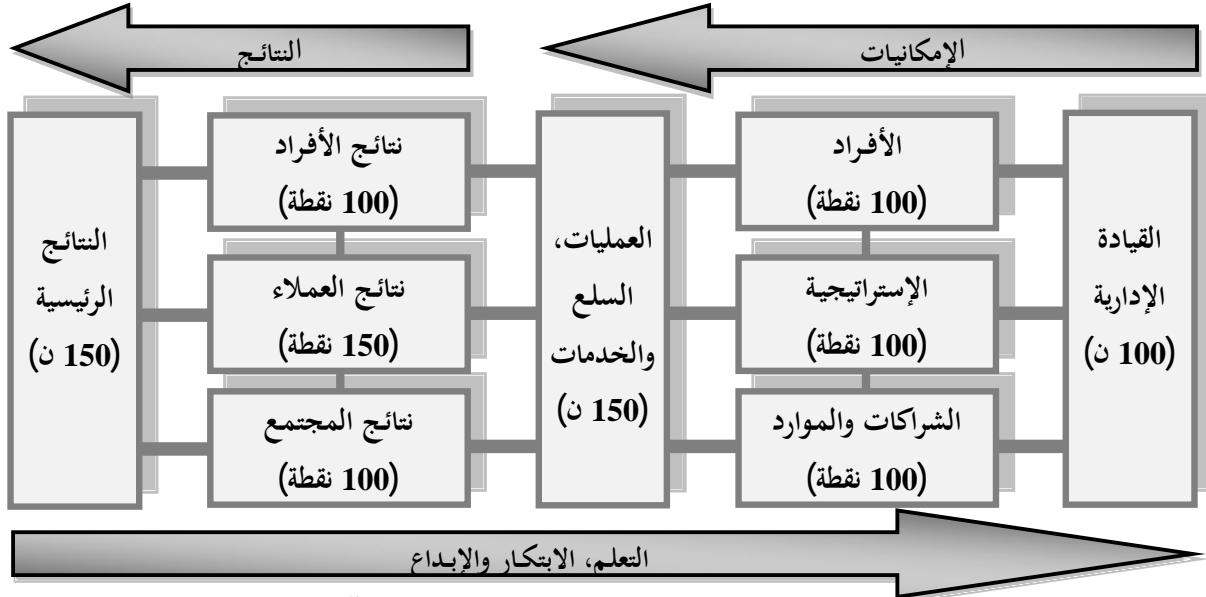 الإمكانيات
النتائج
القيادة
الإدارية
(100 ن)
الأفراد
(100 نقطة)
الإستراتيجية
(100 نقطة)
الشراكات والموارد
(100 نقطة)
العمليات،
السلع
والخدمات
(150 ن)
نتائج الأفراد
(100 نقطة)
نتائج العملاء
(150 نقطة)
نتائج المجتمع
(100 نقطة)
النتائج
الرئيسية
(150 ن)
التعلم، الابتكار والإبداع